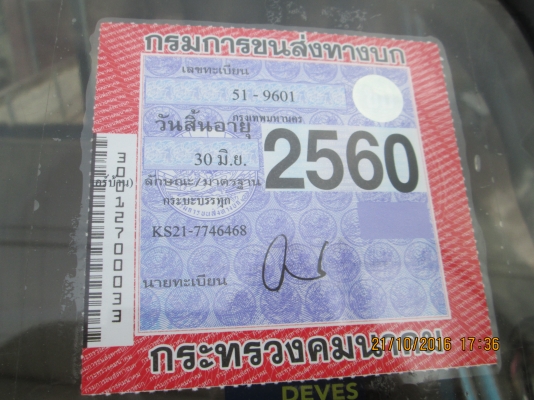 กรมการขนส่งทางบก
เลขทะเบียน
51 - 9601
กรุงเทพมหานคร
วันสิ้นอายุ
30 มิ.ย.
2560
ลักษณะ/มาตรฐาน
กระบะบรรทุก
KS21-7746468
นายทะเบียน
กระทรวงคมนาคม
21/10/2016 17:36
DEVES